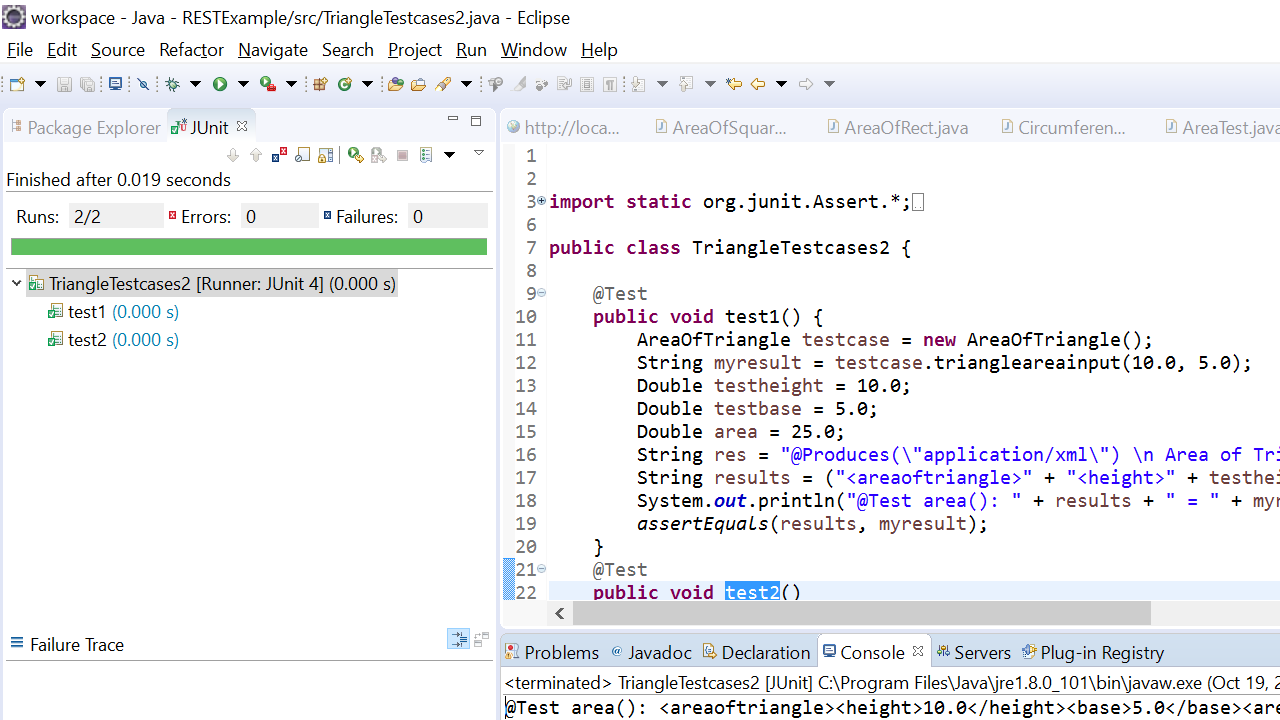 workspace - Java - RESTExample/src/TriangleTestcases2.java - Eclipse
File Edit Source Refactor Navigate Search Project Run Window Help
Package Explorer JUnit
http://loca... AreaOfSquar... AreaOfRect.java Circumferen... AreaTest.java
Finished after 0.019 seconds
Runs: 2/2 Errors: 0 Failures: 0
TriangleTestcases2 [Runner: JUnit 4] (0.000 s)
test1 (0.000 s)
test2 (0.000 s)
Failure Trace
1
2
3 import static org.junit.Assert.*;
6
7 public class TriangleTestcases2 {
8
9 @Test
10 public void test1() {
11 AreaOfTriangle testcase = new AreaOfTriangle();
12 String myresult = testcase.triangleareainput(10.0, 5.0);
13 Double testheight = 10.0;
14 Double testbase = 5.0;
15 Double area = 25.0;
16 String res = "@Produces(\"application/xml\") \n Area of Tri
17 String results = ("<areaoftriangle>" + "<height>" + testhei
18 System.out.println("@Test area(): " + results + " = " + myr
19 assertEquals(results, myresult);
20 }
21 @Test
22 public void test2()
Problems Javadoc Declaration Console Servers Plug-in Registry
<terminated> TriangleTestcases2 [JUnit] C:\Program Files\Java\jre1.8.0_101\bin\javaw.exe (Oct 19, 2
@Test area(): <areaoftriangle><height>10.0</height><base>5.0</base><are